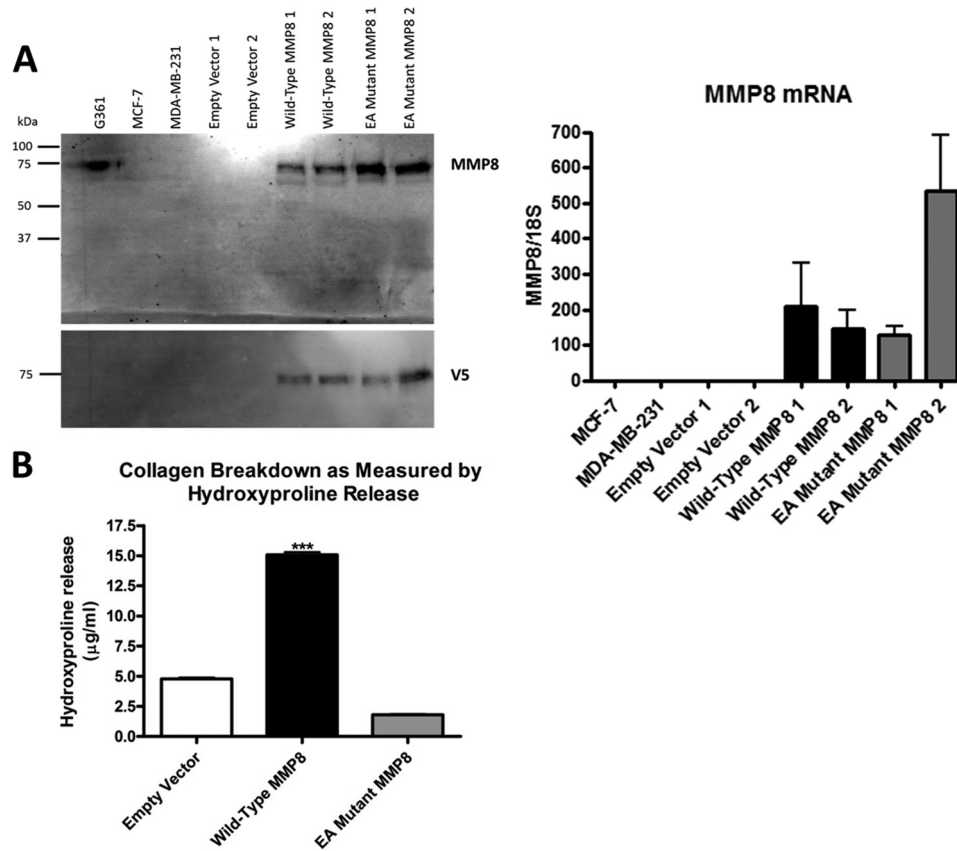 A
kDa
G361
MCF-7
MDA-MB-231
Empty Vector 1
Empty Vector 2
Wild-Type MMP8 1
Wild-Type MMP8 2
EA Mutant MMP8 1
EA Mutant MMP8 2
100
75
50
37
MMP8
75
V5
MMP8 mRNA
MMP8/18S
700
600
500
400
300
200
100
0
MCF-7
MDA-MB-231
Empty Vector 1
Empty Vector 2
Wild-Type MMP8 1
Wild-Type MMP8 2
EA Mutant MMP8 1
EA Mutant MMP8 2
B
Collagen Breakdown as Measured by
Hydroxyproline Release
Hydroxyproline release
(µg/ml)
17.5
15.0
12.5
10.0
7.5
5.0
2.5
0.0
***
Empty Vector
Wild-Type MMP8
EA Mutant MMP8